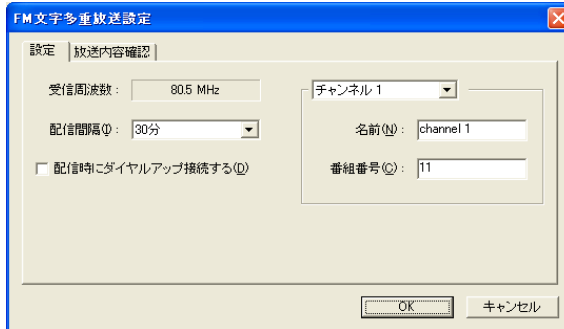 FM文字多重放送設定
設定 放送内容確認
受信周波数： 80.5 MHz
配信間隔(I)： 30分
配信時にダイヤルアップ接続する(D)
チャンネル 1
名前(N)： channel 1
番組番号(C)： 11
OK キャンセル